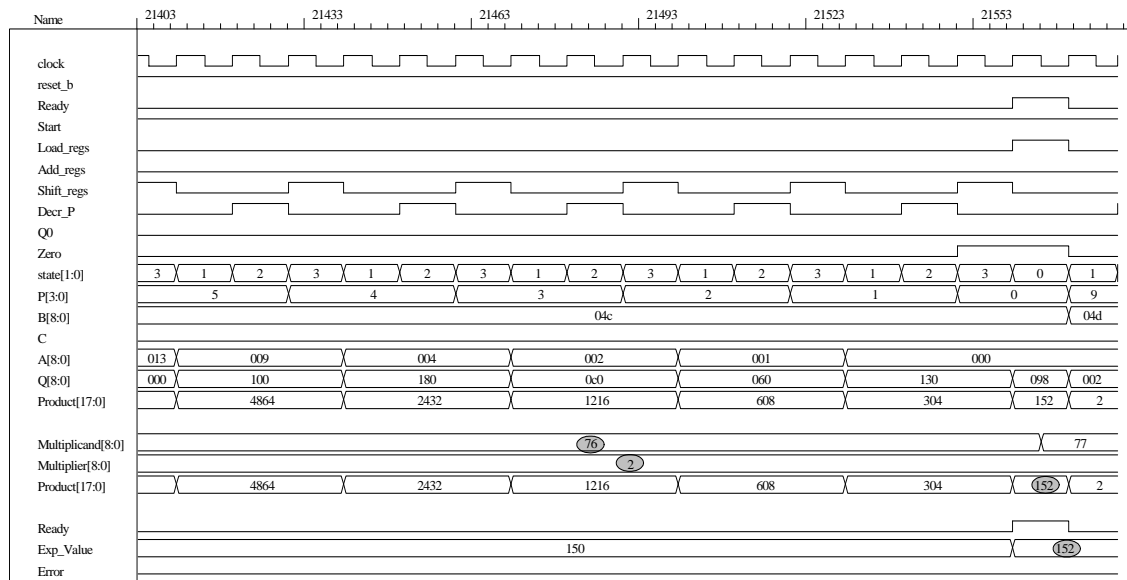 Name 21403 21433 21463 21493 21523 21553
clock
reset_b
Ready
Start
Load_regs
Add_regs
Shift_regs
Decr_P
Q0
Zero
state[1:0] 3 1 2 3 1 2 3 1 2 3 1 2 3 1 2 3 0 1
P[3:0] 5 4 3 2 1 0 9
B[8:0] 04c 04d
C
A[8:0] 013 009 004 002 001 000
Q[8:0] 000 100 180 0c0 060 130 098 002
Product[17:0] 4864 2432 1216 608 304 152 2
Multiplicand[8:0] 76 77
Multiplier[8:0] 2
Product[17:0] 4864 2432 1216 608 304 152 2
Ready
Exp_Value 150 152
Error